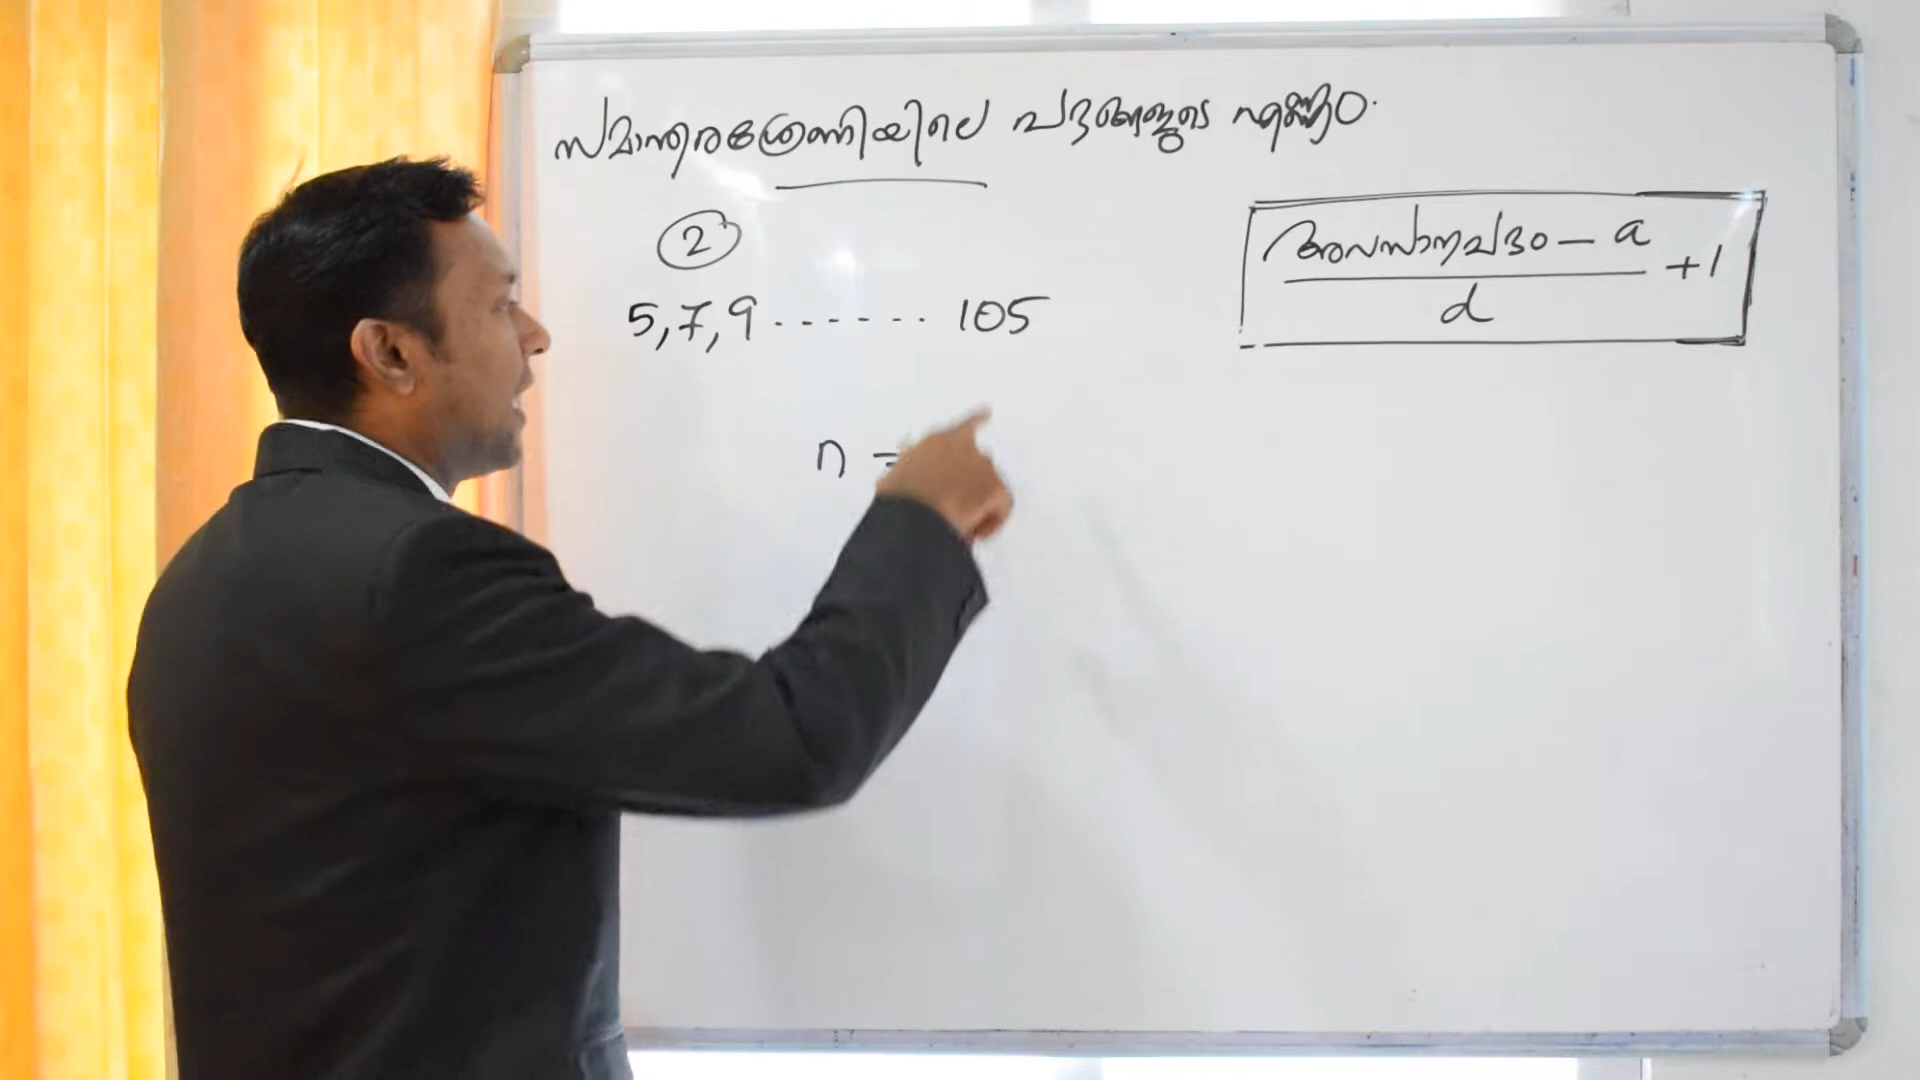 സമാന്തരശ്രേണിയിലെ പദങ്ങളുടെ എണ്ണം.
2
5, 7, 9 ....... 105
അവസാനപദം - a
+1
d
n =